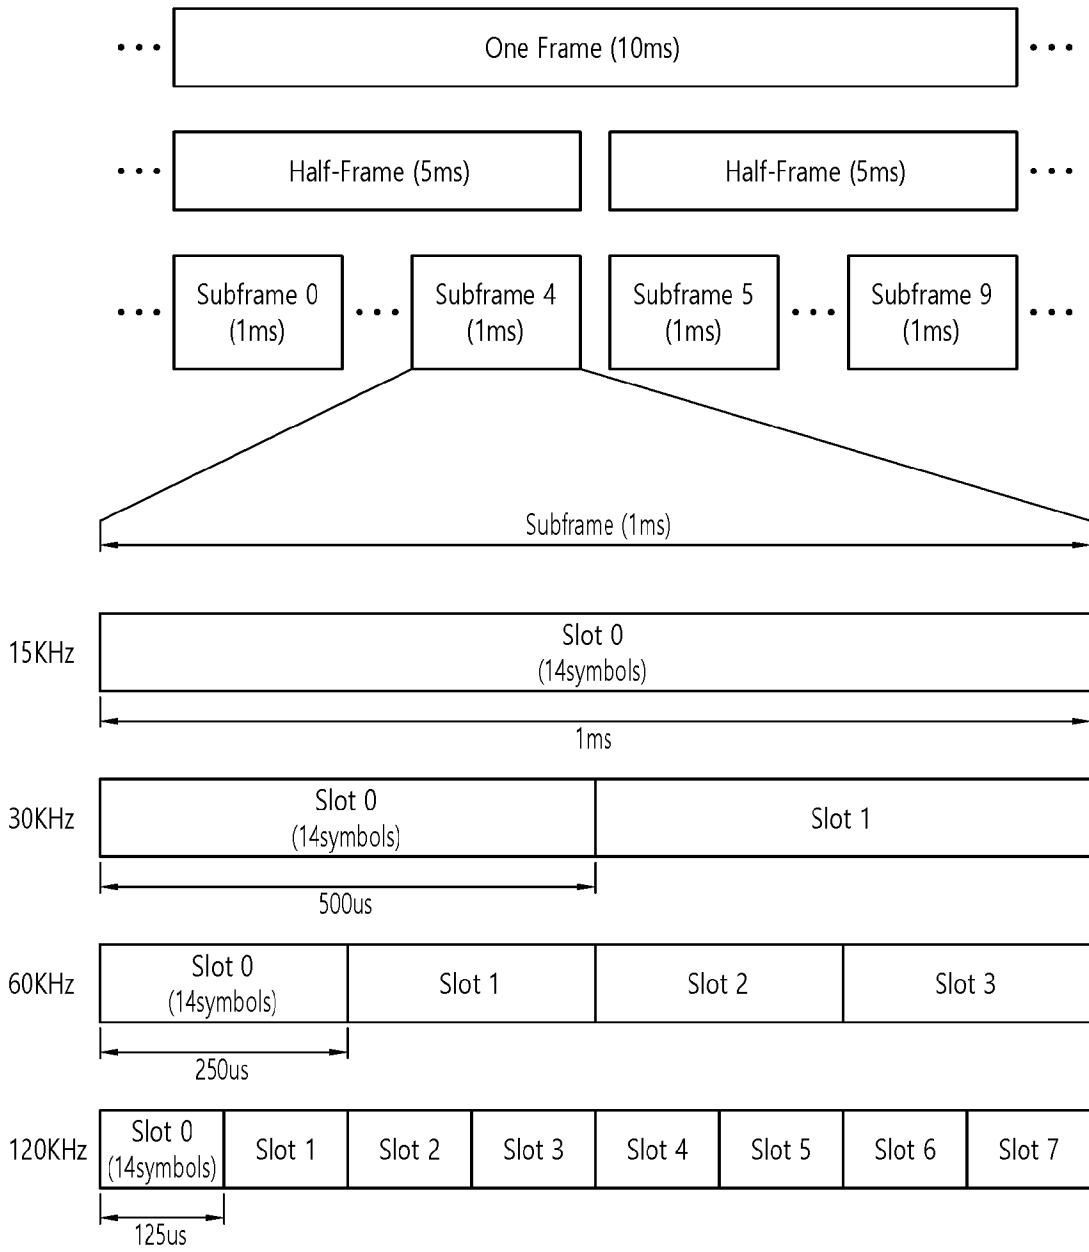 One Frame (10ms)
Half-Frame (5ms)
Half-Frame (5ms)
Subframe 0
(1ms)
Subframe 4
(1ms)
Subframe 5
(1ms)
Subframe 9
(1ms)
Subframe (1ms)
15KHz
Slot 0
(14symbols)
1ms
30KHz
Slot 0
(14symbols)
Slot 1
500us
60KHz
Slot 0
(14symbols)
Slot 1
Slot 2
Slot 3
250us
120KHz
Slot 0
(14symbols)
Slot 1
Slot 2
Slot 3
Slot 4
Slot 5
Slot 6
Slot 7
125us